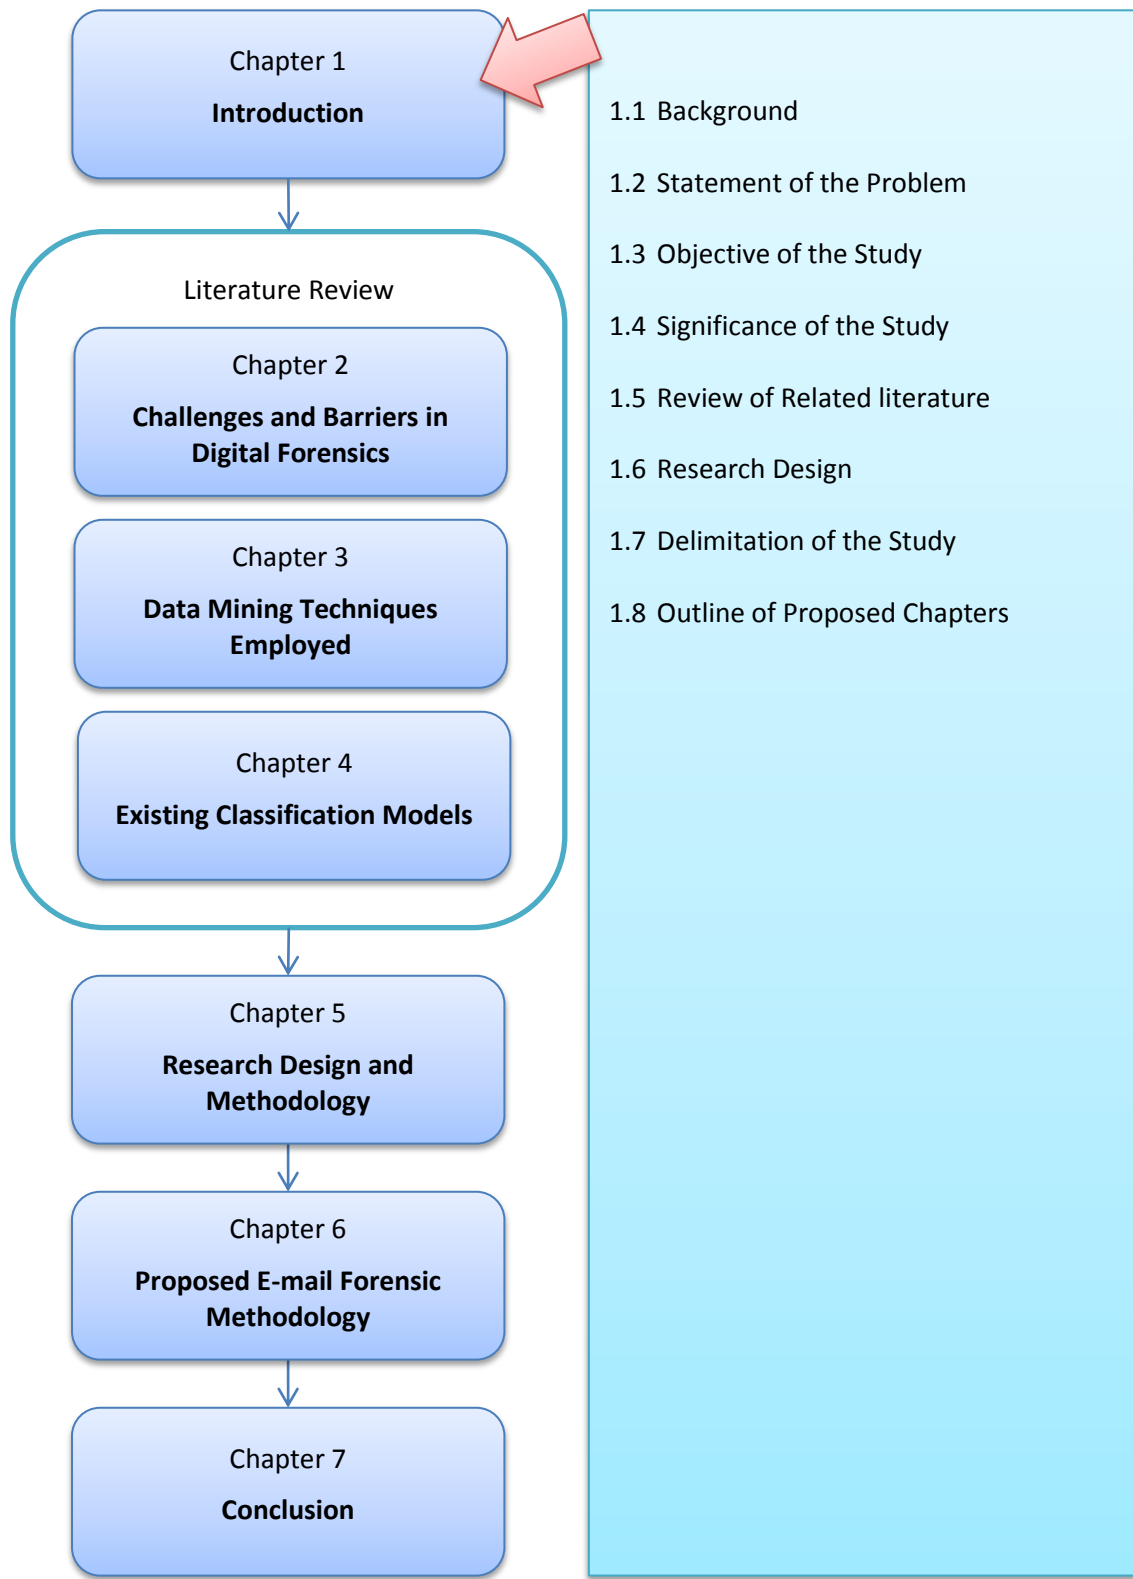 Chapter 1
Introduction
Literature Review
Chapter 2
Challenges and Barriers in
Digital Forensics
Chapter 3
Data Mining Techniques
Employed
Chapter 4
Existing Classification Models
Chapter 5
Research Design and
Methodology
Chapter 6
Proposed E-mail Forensic
Methodology
Chapter 7
Conclusion
1.1 Background
1.2 Statement of the Problem
1.3 Objective of the Study
1.4 Significance of the Study
1.5 Review of Related literature
1.6 Research Design
1.7 Delimitation of the Study
1.8 Outline of Proposed Chapters